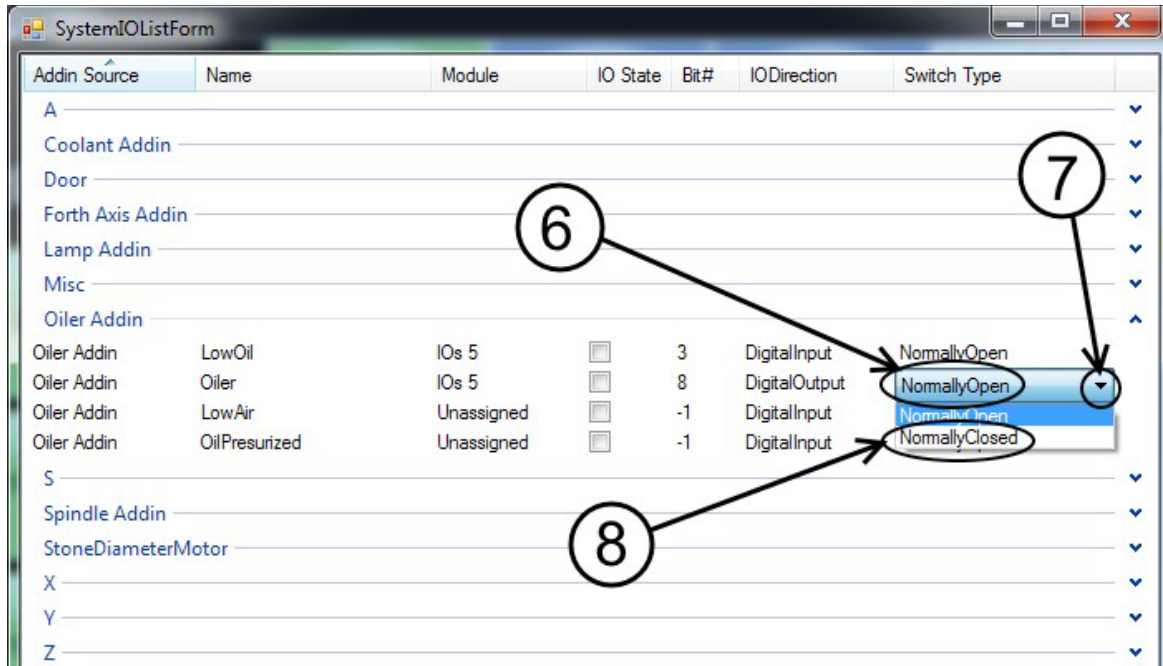 SystemIOListForm
Addin Source Name Module IO State Bit# IODirection Switch Type
A
Coolant Addin
7
Door
Forth Axis Addin
6
Lamp Addin
Misc
Oiler Addin
Oiler Addin LowOil IOs 5 3 DigitalInput NormallyOpen
Oiler Addin Oiler IOs 5 8 DigitalOutput NormallyOpen
Oiler Addin LowAir Unassigned -1 DigitalInput NormallyOpen
Oiler Addin OilPresurized Unassigned -1 DigitalInput NormallyClosed
S
Spindle Addin
8
StoneDiameterMotor
X
Y
Z